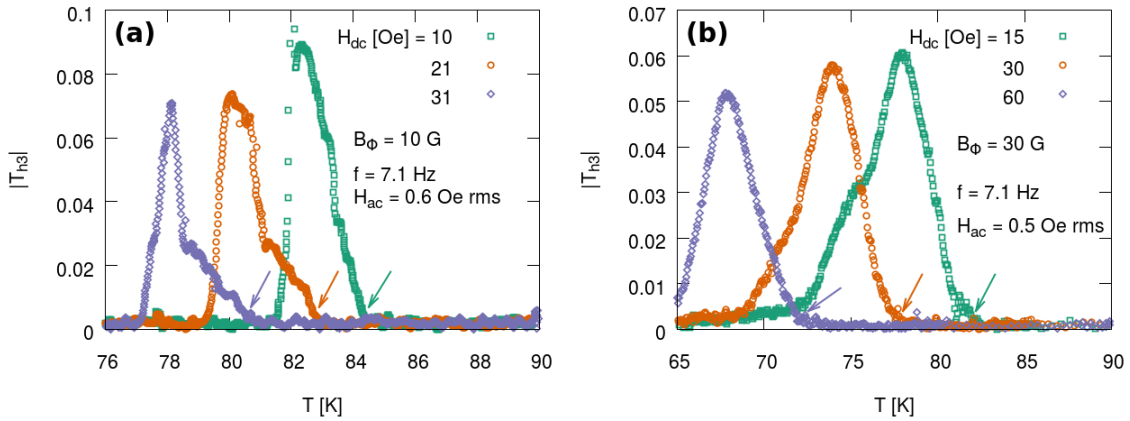 (a)
H_dc [Oe] = 10
21
31
B_Φ = 10 G
f = 7.1 Hz
H_ac = 0.6 Oe rms
0.1
0.08
0.06
0.04
0.02
0
|T_h3|
76 78 80 82 84 86 88 90
T [K]
(b)
H_dc [Oe] = 15
30
60
B_Φ = 30 G
f = 7.1 Hz
H_ac = 0.5 Oe rms
0.07
0.06
0.05
0.04
0.03
0.02
0.01
0
|T_h3|
65 70 75 80 85 90
T [K]